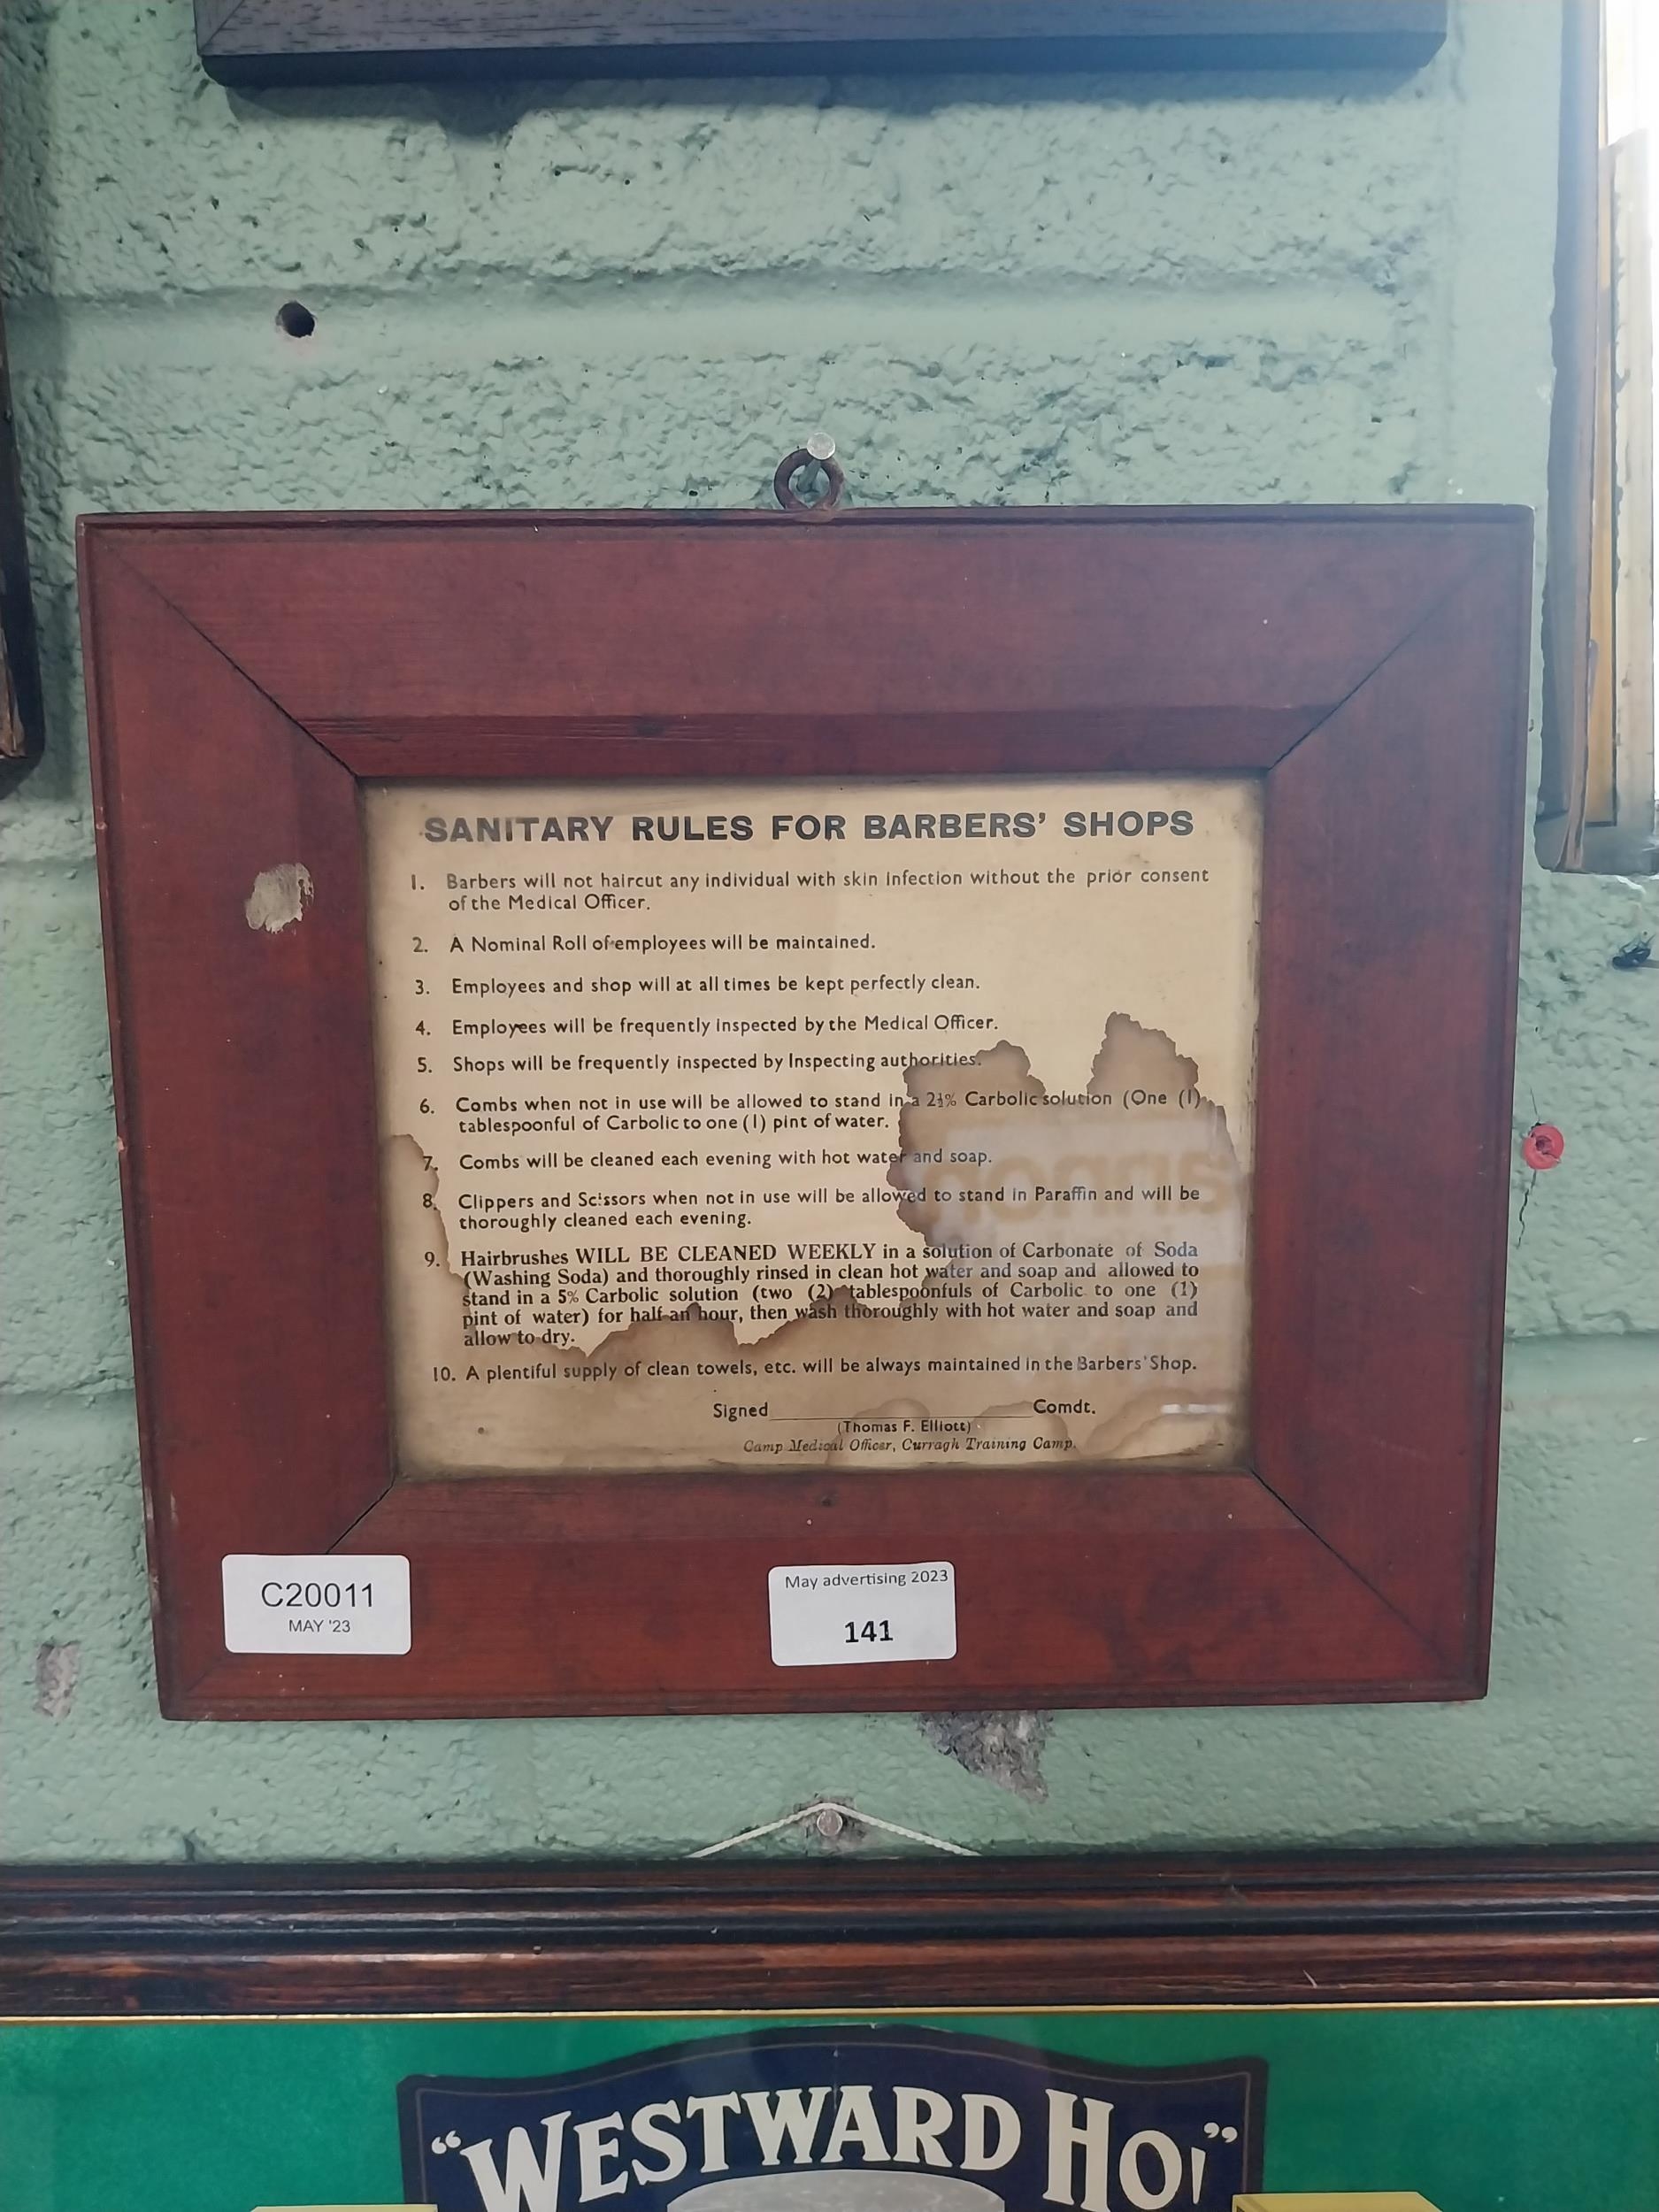 SANITARY RULES FOR BARBERS' SHOPS
1. Barbers will not haircut any individual with skin infection without the prior consent
of the Medical Officer.
2. A Nominal Roll of employees will be maintained.
3. Employees and shop will at all times be kept perfectly clean.
4. Employees will be frequently inspected by the Medical Officer.
5. Shops will be frequently inspected by Inspecting authorities.
6. Combs when not in use will be allowed to stand in a 2½% Carbolic solution (One (1)
tablespoonful of Carbolic to one (1) pint of water.
7. Combs will be cleaned each evening with hot water and soap.
8. Clippers and Scissors when not in use will be allowed to stand in Paraffin and will be
thoroughly cleaned each evening.
9. Hairbrushes WILL BE CLEANED WEEKLY in a solution of Carbonate of Soda
(Washing Soda) and thoroughly rinsed in clean hot water and soap and allowed to
stand in a 5% Carbolic solution (two (2) tablespoonfuls of Carbolic to one (1)
pint of water) for half an hour, then wash thoroughly with hot water and soap and
allow to dry.
10. A plentiful supply of clean towels, etc. will be always maintained in the Barbers' Shop.
Signed Comdt.
(Thomas F. Elliott)
Camp Medical Officer, Curragh Training Camp.
C20011
MAY '23
May advertising 2023
141
"WESTWARD HO!"